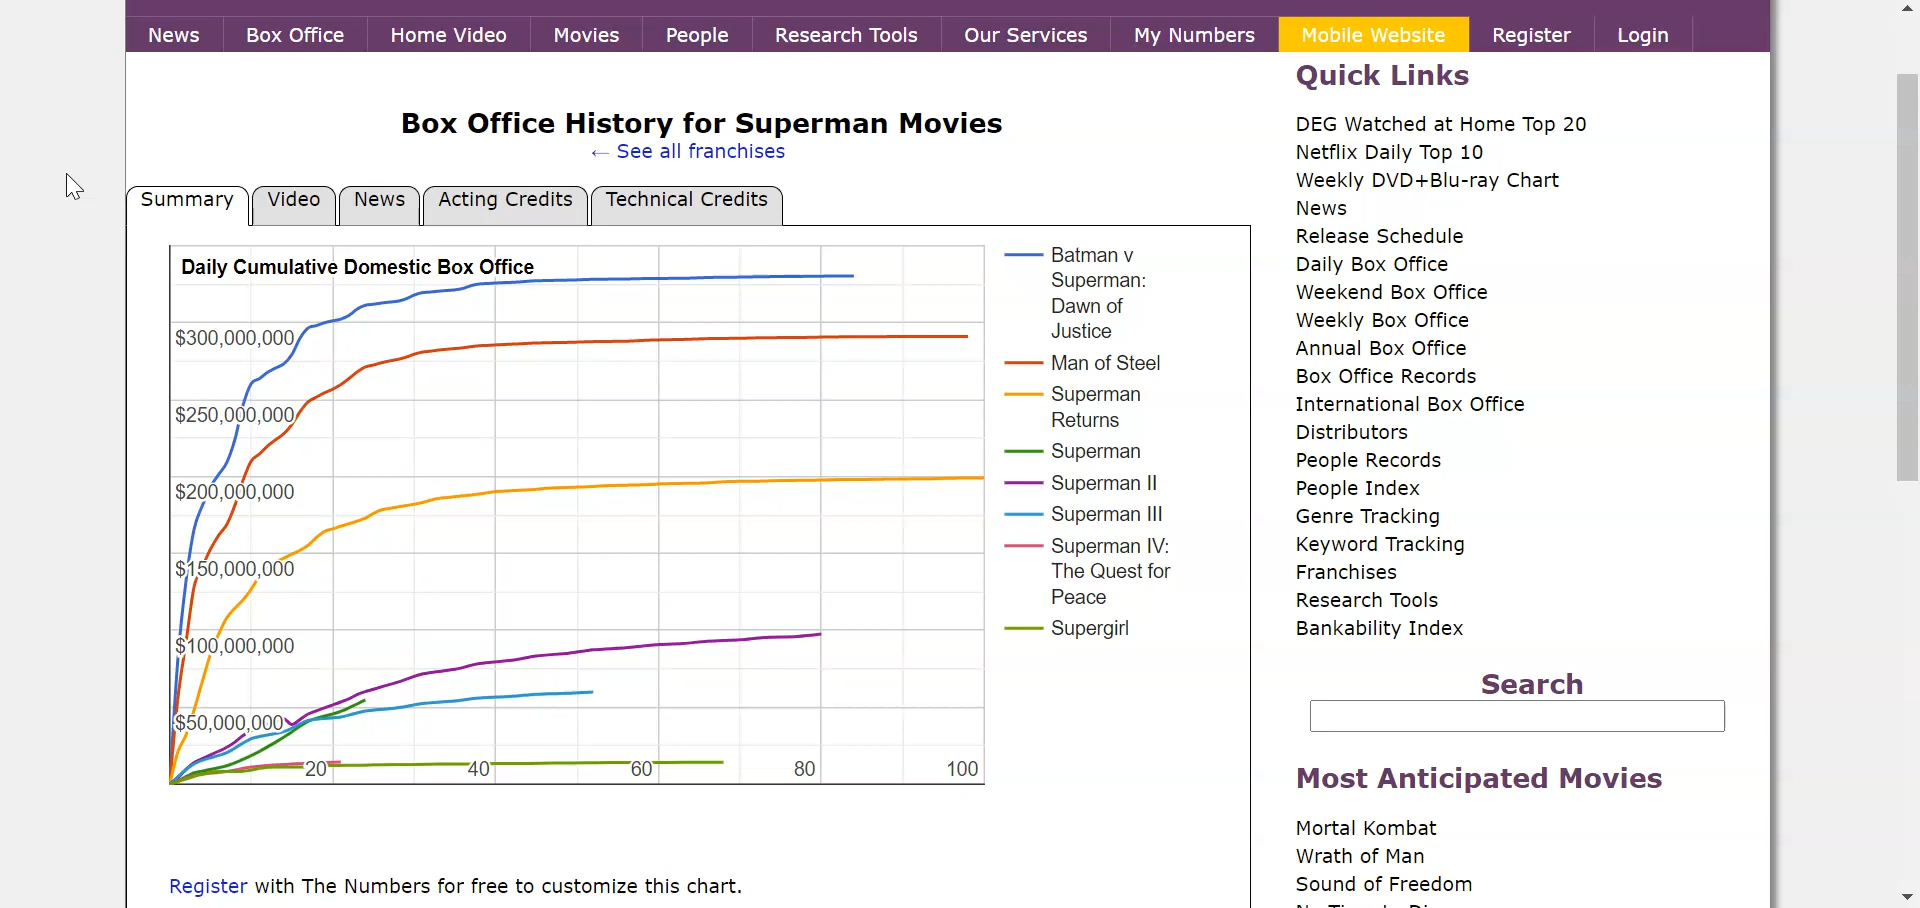 News Box Office Home Video Movies People Research Tools Our Services My Numbers Mobile Website Register Login
Box Office History for Superman Movies
← See all franchises
Summary Video News Acting Credits Technical Credits
Daily Cumulative Domestic Box Office
$300,000,000
$250,000,000
$200,000,000
$150,000,000
$100,000,000
$50,000,000
20 40 60 80 100
Batman v
Superman:
Dawn of
Justice
Man of Steel
Superman
Returns
Superman
Superman II
Superman III
Superman IV:
The Quest for
Peace
Supergirl
Register with The Numbers for free to customize this chart.
Quick Links
DEG Watched at Home Top 20
Netflix Daily Top 10
Weekly DVD+Blu-ray Chart
News
Release Schedule
Daily Box Office
Weekend Box Office
Weekly Box Office
Annual Box Office
Box Office Records
International Box Office
Distributors
People Records
People Index
Genre Tracking
Keyword Tracking
Franchises
Research Tools
Bankability Index
Search
Most Anticipated Movies
Mortal Kombat
Wrath of Man
Sound of Freedom